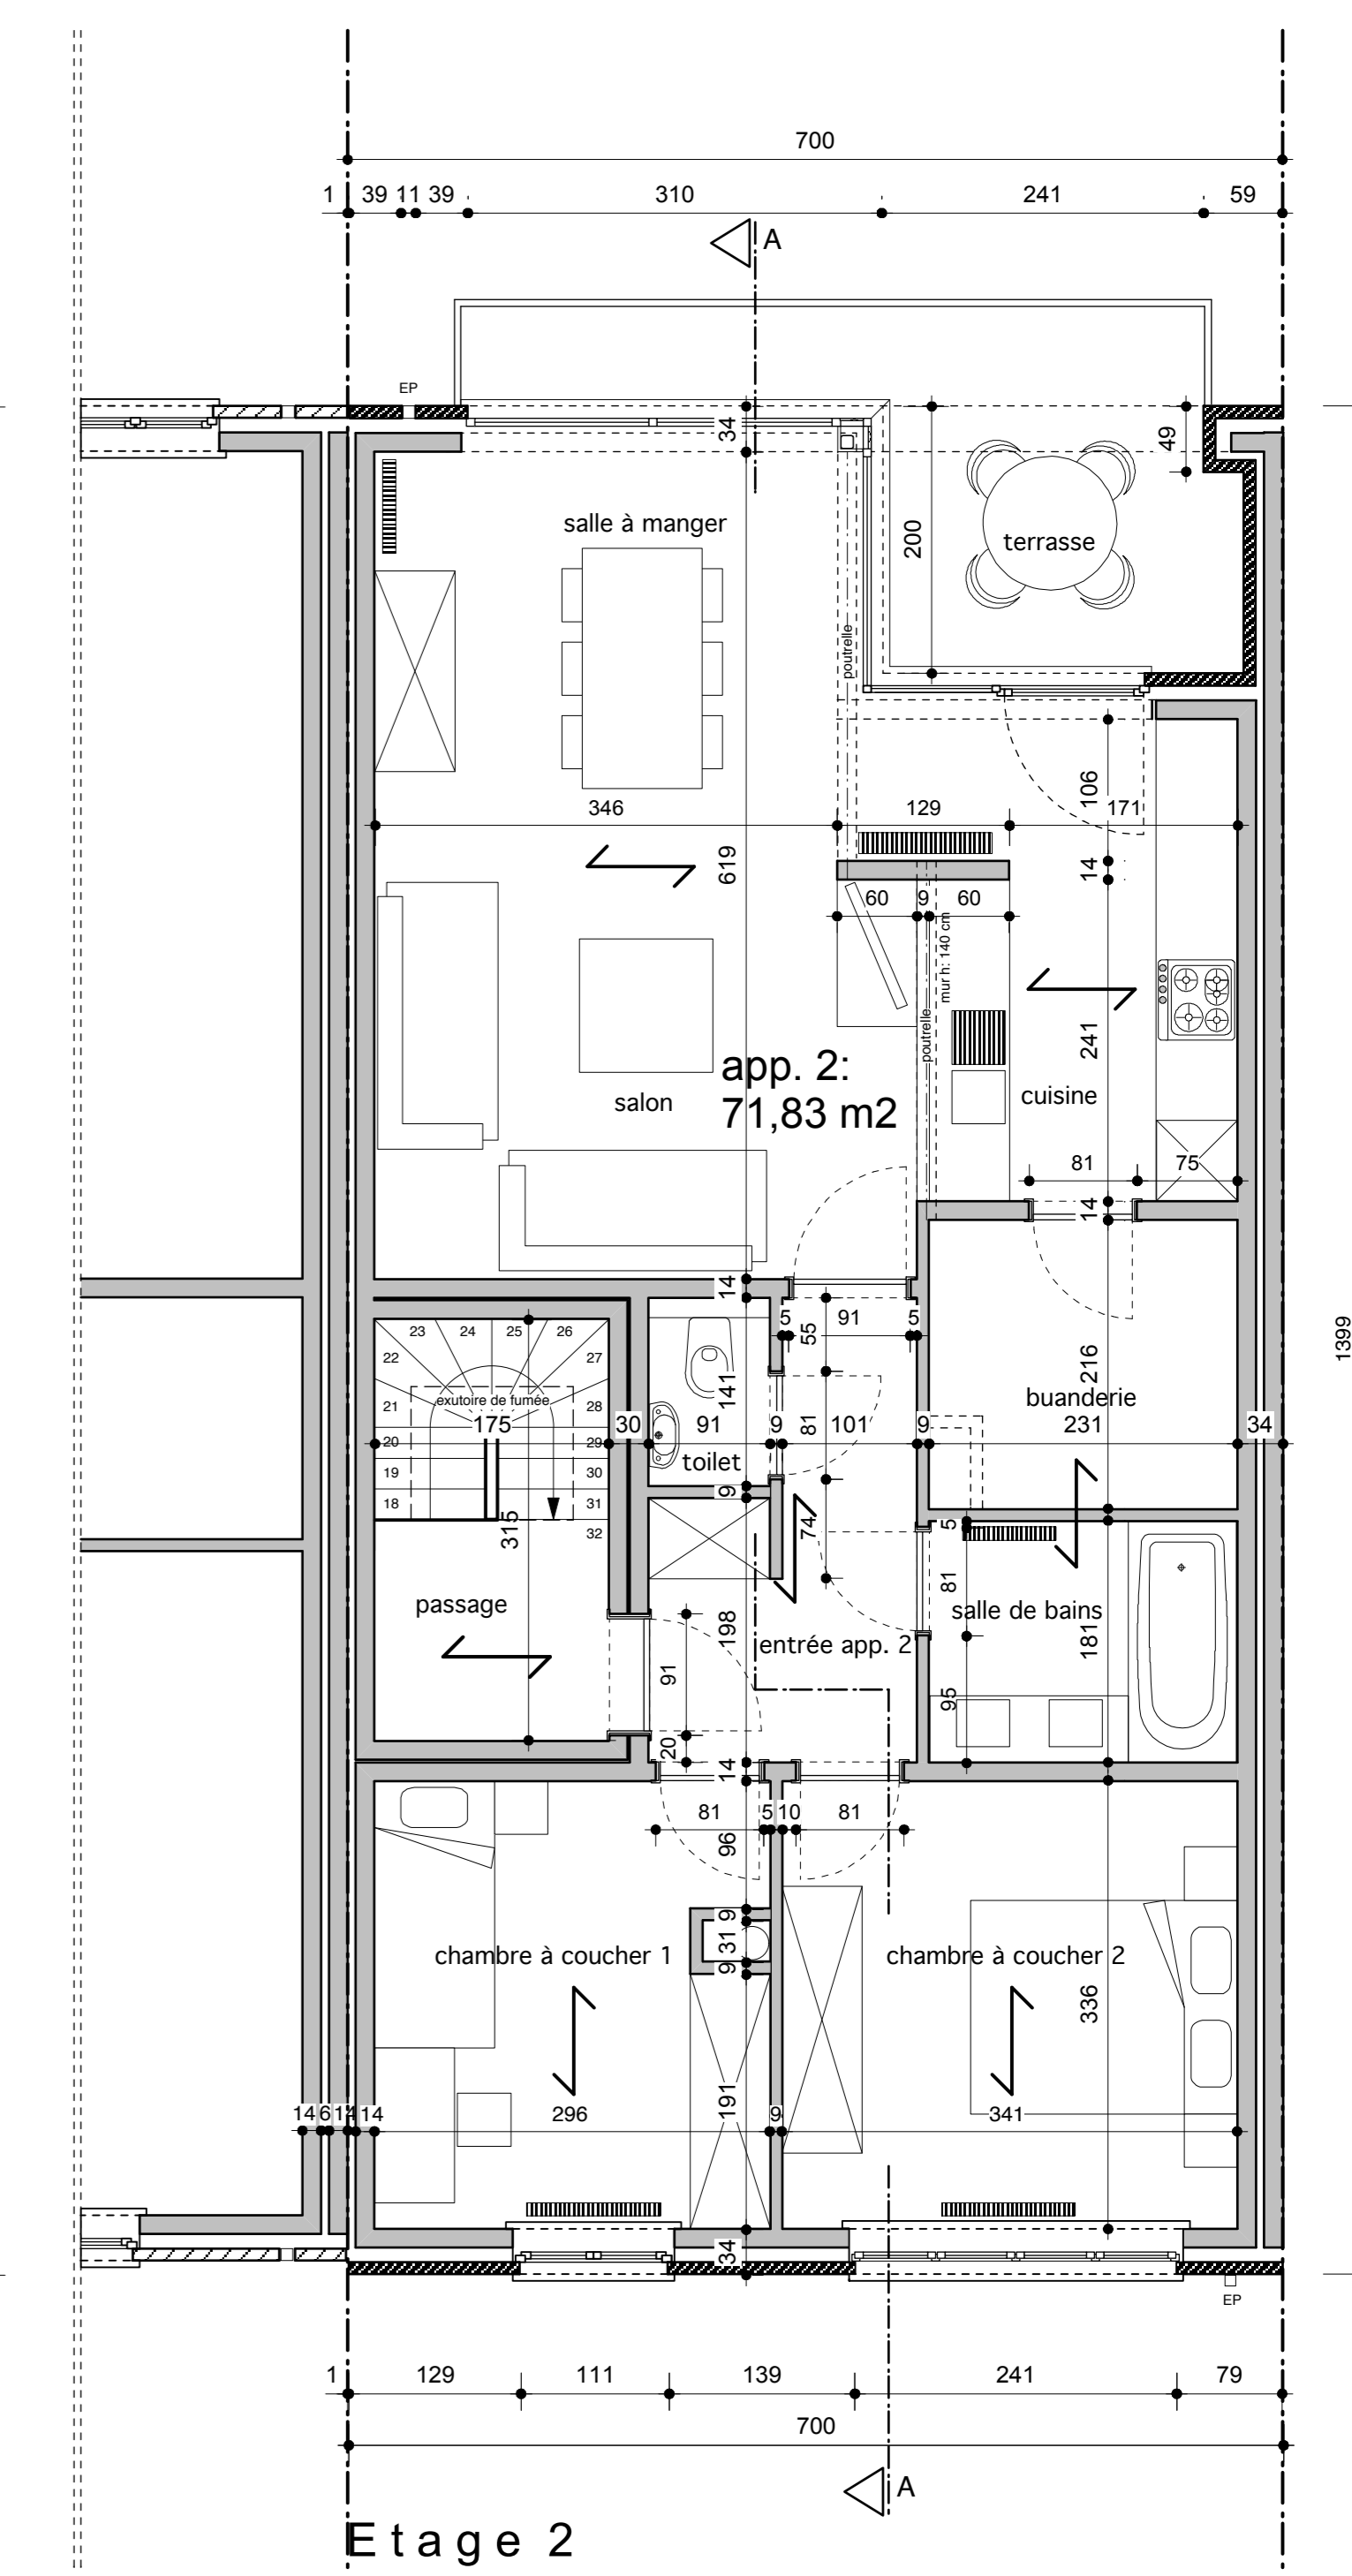 700
1 39 11 39 310 241 59
A
EP
34
49
salle à manger
200
terrasse
poutrelle
106
346 129 171
619
14
60 9 60
mur h: 140 cm
poutrelle
241
app. 2:
71,83 m2
salon
cuisine
81 75
14
14
5 91 5
55
23 24 25 26
22 27
216
1399
exutoire de fumée
141
buanderie
21 28
175 30 91 9 81 101 9 231 34
20 29
toilet
19 30
9
18 31
315
74
5
32
81
passage
198
entrée app. 2
salle de bains
181
91
95
20
14
81 5 10 81
96
9
chambre à coucher 1
31
chambre à coucher 2
9
336
191
14 6 14 14 296 9 341
34
EP
1 129 111 139 241 79
700
A
Etage 2